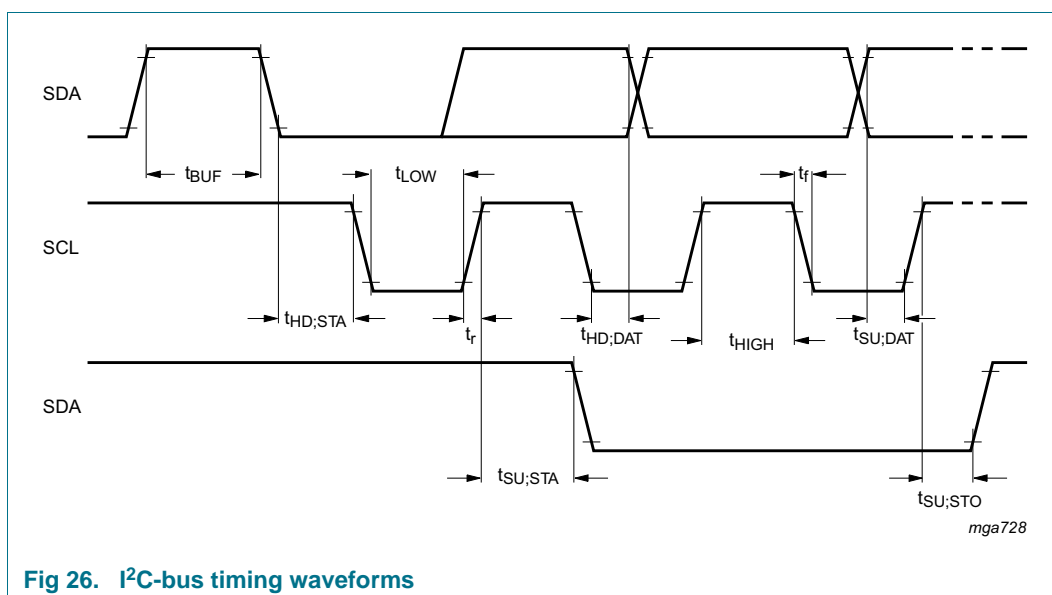 SDA
tBUF
tLOW
tf
SCL
tHD;STA
tr
tHD;DAT
tHIGH
tSU;DAT
SDA
tSU;STA
tSU;STO
mga728
Fig 26. I²C-bus timing waveforms